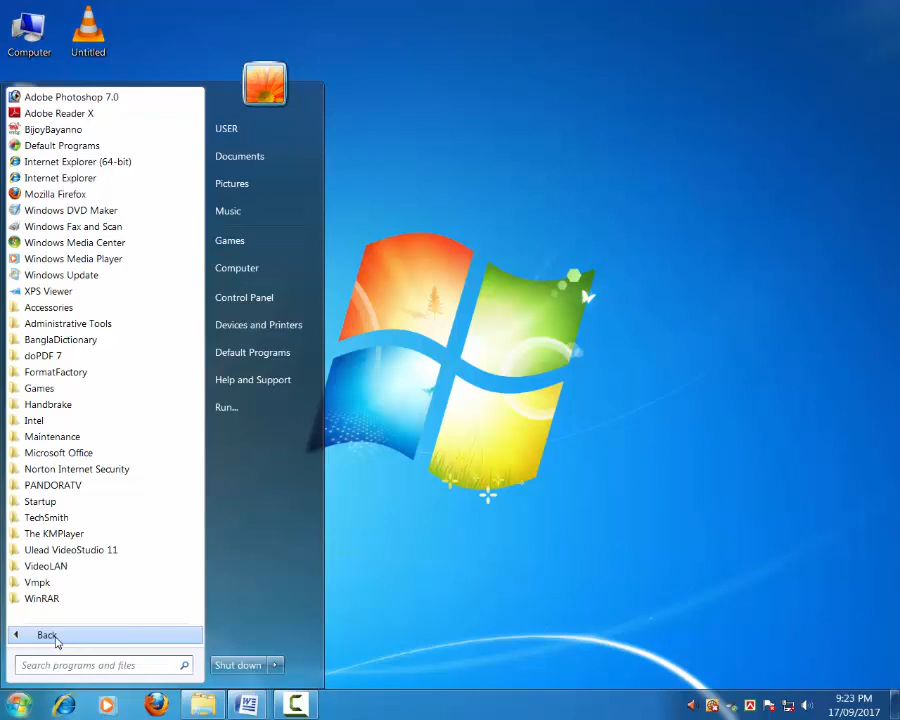 Computer
Untitled
Adobe Photoshop 7.0
Adobe Reader X
BijoyBayanno
Default Programs
Internet Explorer (64-bit)
Internet Explorer
Mozilla Firefox
Windows DVD Maker
Windows Fax and Scan
Windows Media Center
Windows Media Player
Windows Update
XPS Viewer
Accessories
Administrative Tools
BanglaDictionary
doPDF 7
FormatFactory
Games
Handbrake
Intel
Maintenance
Microsoft Office
Norton Internet Security
PANDORATV
Startup
TechSmith
The KMPlayer
Ulead VideoStudio 11
VideoLAN
Vmpk
WinRAR
Back
Search programs and files
USER
Documents
Pictures
Music
Games
Computer
Control Panel
Devices and Printers
Default Programs
Help and Support
Run...
Shut down
9:23 PM
17/09/2017